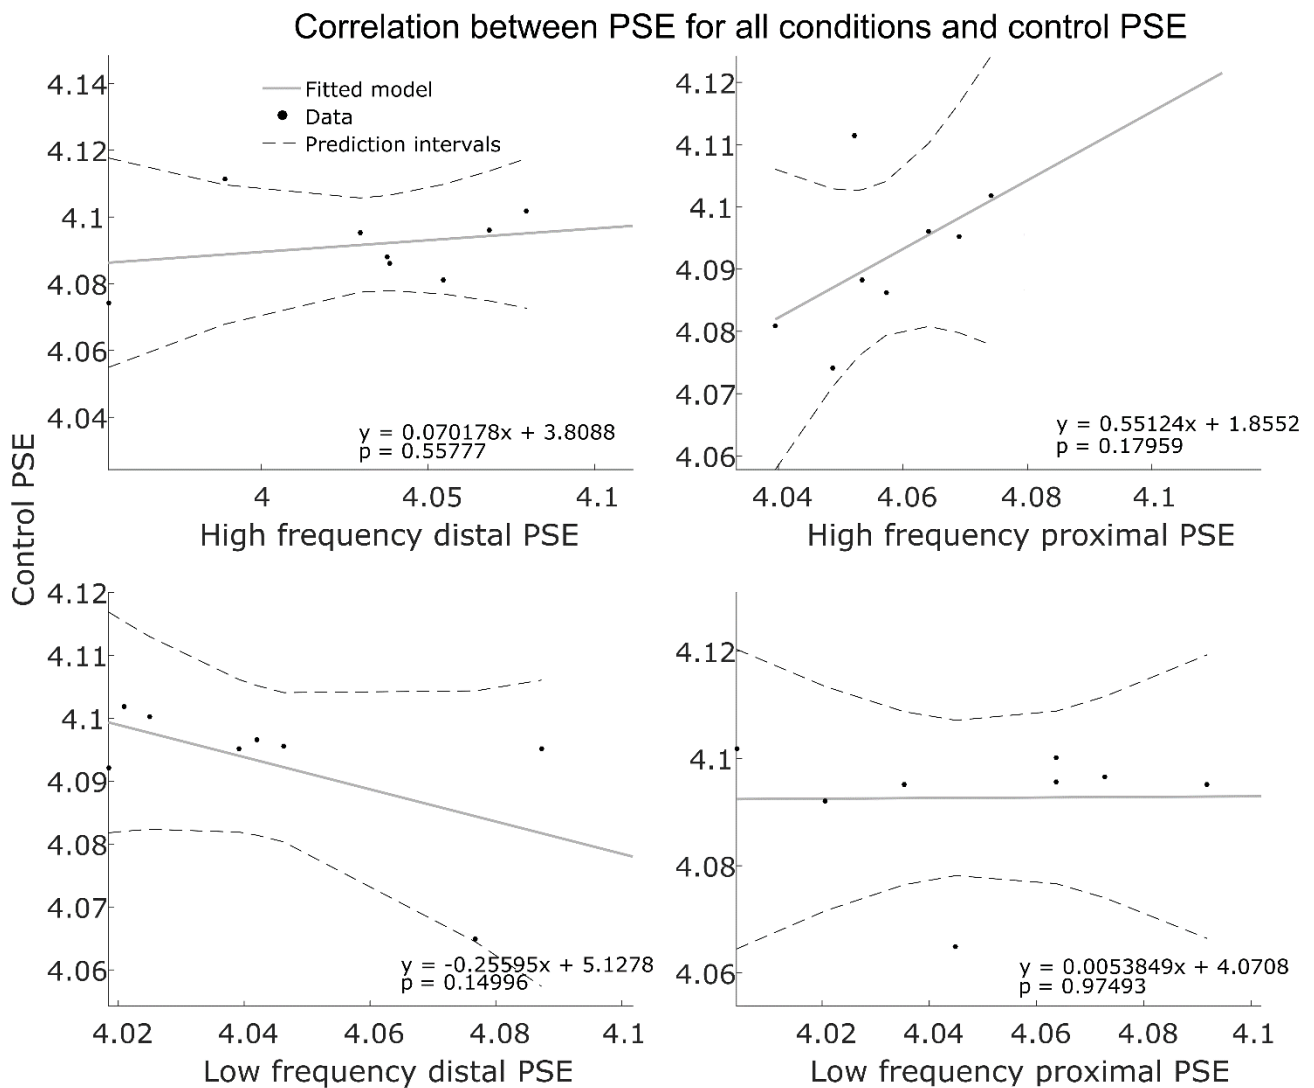 Correlation between PSE for all conditions and control PSE
Control PSE
4.14
4.12
4.1
4.08
4.06
4.04
Fitted model
Data
Prediction intervals
y = 0.070178x + 3.8088
p = 0.55777
4 4.05 4.1
High frequency distal PSE
4.12
4.11
4.1
4.09
4.08
4.07
4.06
y = 0.55124x + 1.8552
p = 0.17959
4.04 4.06 4.08 4.1
High frequency proximal PSE
4.12
4.11
4.1
4.09
4.08
4.07
4.06
y = -0.25595x + 5.1278
p = 0.14996
4.02 4.04 4.06 4.08 4.1
Low frequency distal PSE
4.12
4.1
4.08
4.06
y = 0.0053849x + 4.0708
p = 0.97493
4.02 4.04 4.06 4.08 4.1
Low frequency proximal PSE